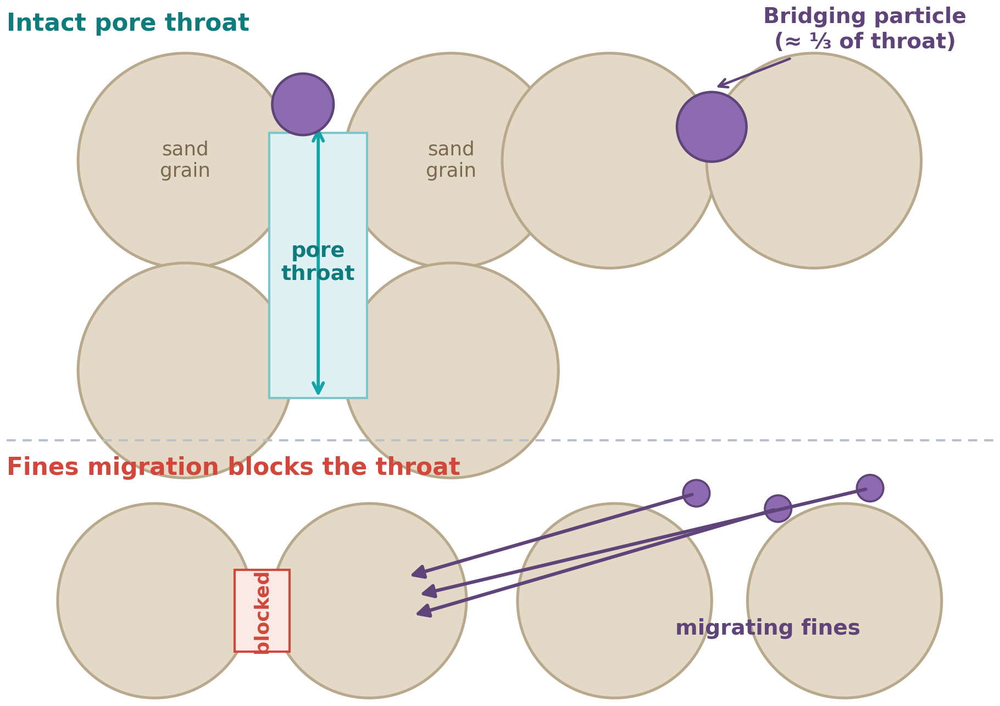 Intact pore throat
Bridging particle
(≈ ⅓ of throat)
sand
grain
sand
grain
pore
throat
Fines migration blocks the throat
blocked
migrating fines